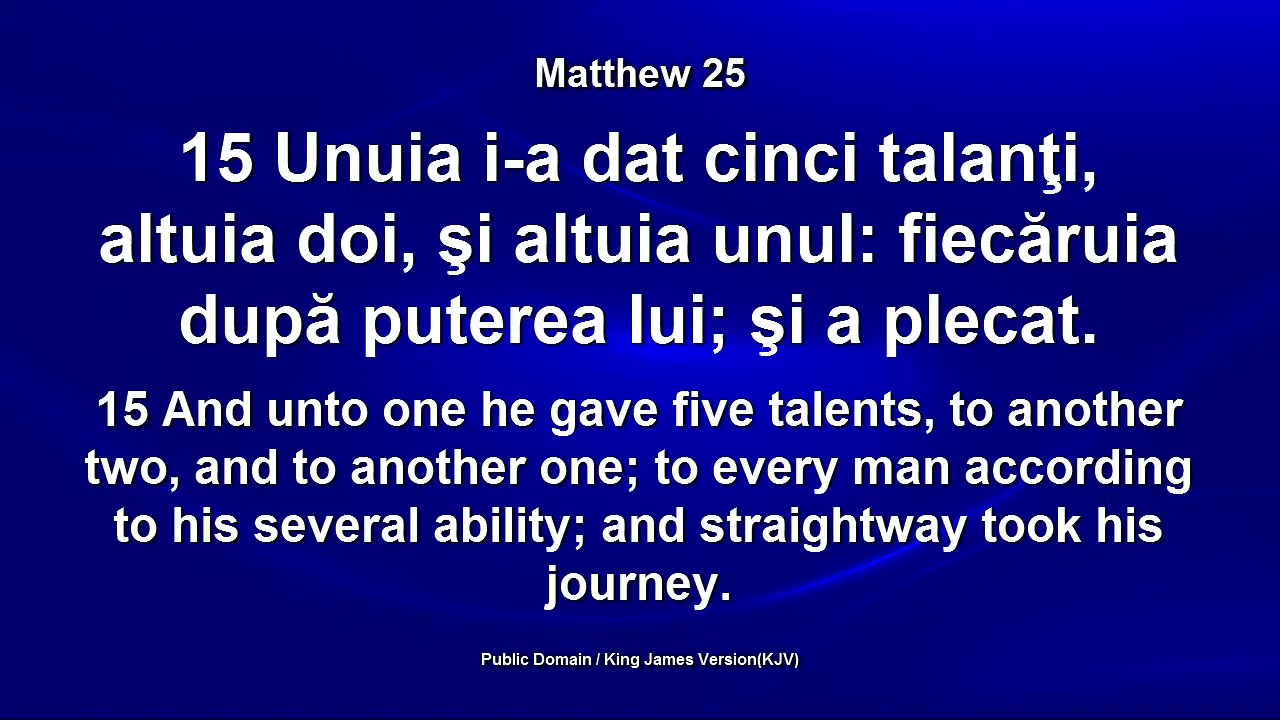 Matthew 25
15 Unuia i-a dat cinci talanţi,
altuia doi, şi altuia unul: fiecăruia
după puterea lui; şi a plecat.
15 And unto one he gave five talents, to another
two, and to another one; to every man according
to his several ability; and straightway took his
journey.
Public Domain / King James Version(KJV)